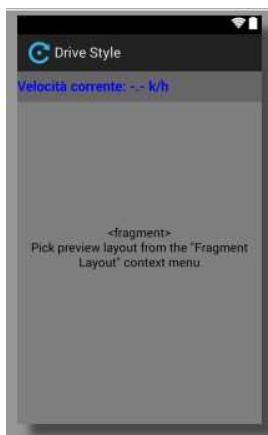 Drive Style
Velocità corrente: -.- k/h
<fragment>
Pick preview layout from the "Fragment
Layout" context menu